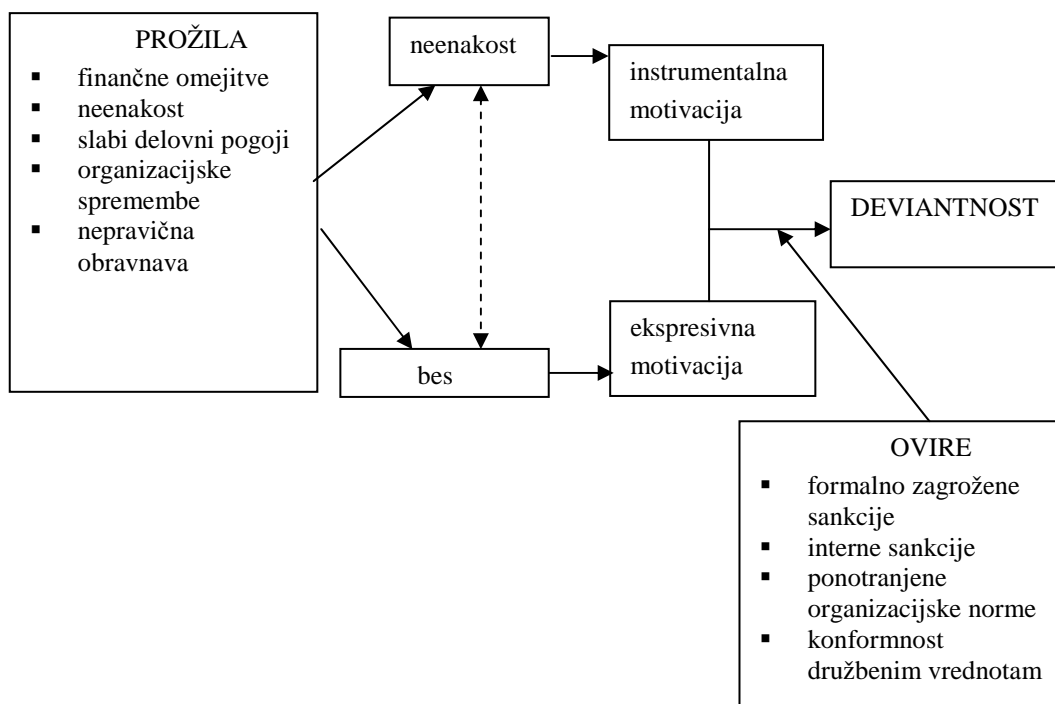 PROŽILA
▪ finančne omejitve
▪ neenakost
▪ slabi delovni pogoji
▪ organizacijske
spremembe
▪ nepravična
obravnava
neenakost
bes
instrumentalna
motivacija
ekspresivna
motivacija
DEVIANTNOST
OVIRE
▪ formalno zagrožene
sankcije
▪ interne sankcije
▪ ponotranjene
organizacijske norme
▪ konformnost
družbenim vrednotam